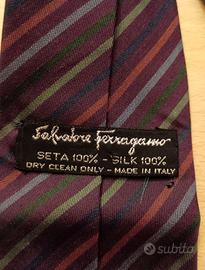 Salvatore Ferragamo
SETA 100% - SILK 100%
DRY CLEAN ONLY - MADE IN ITALY
subito